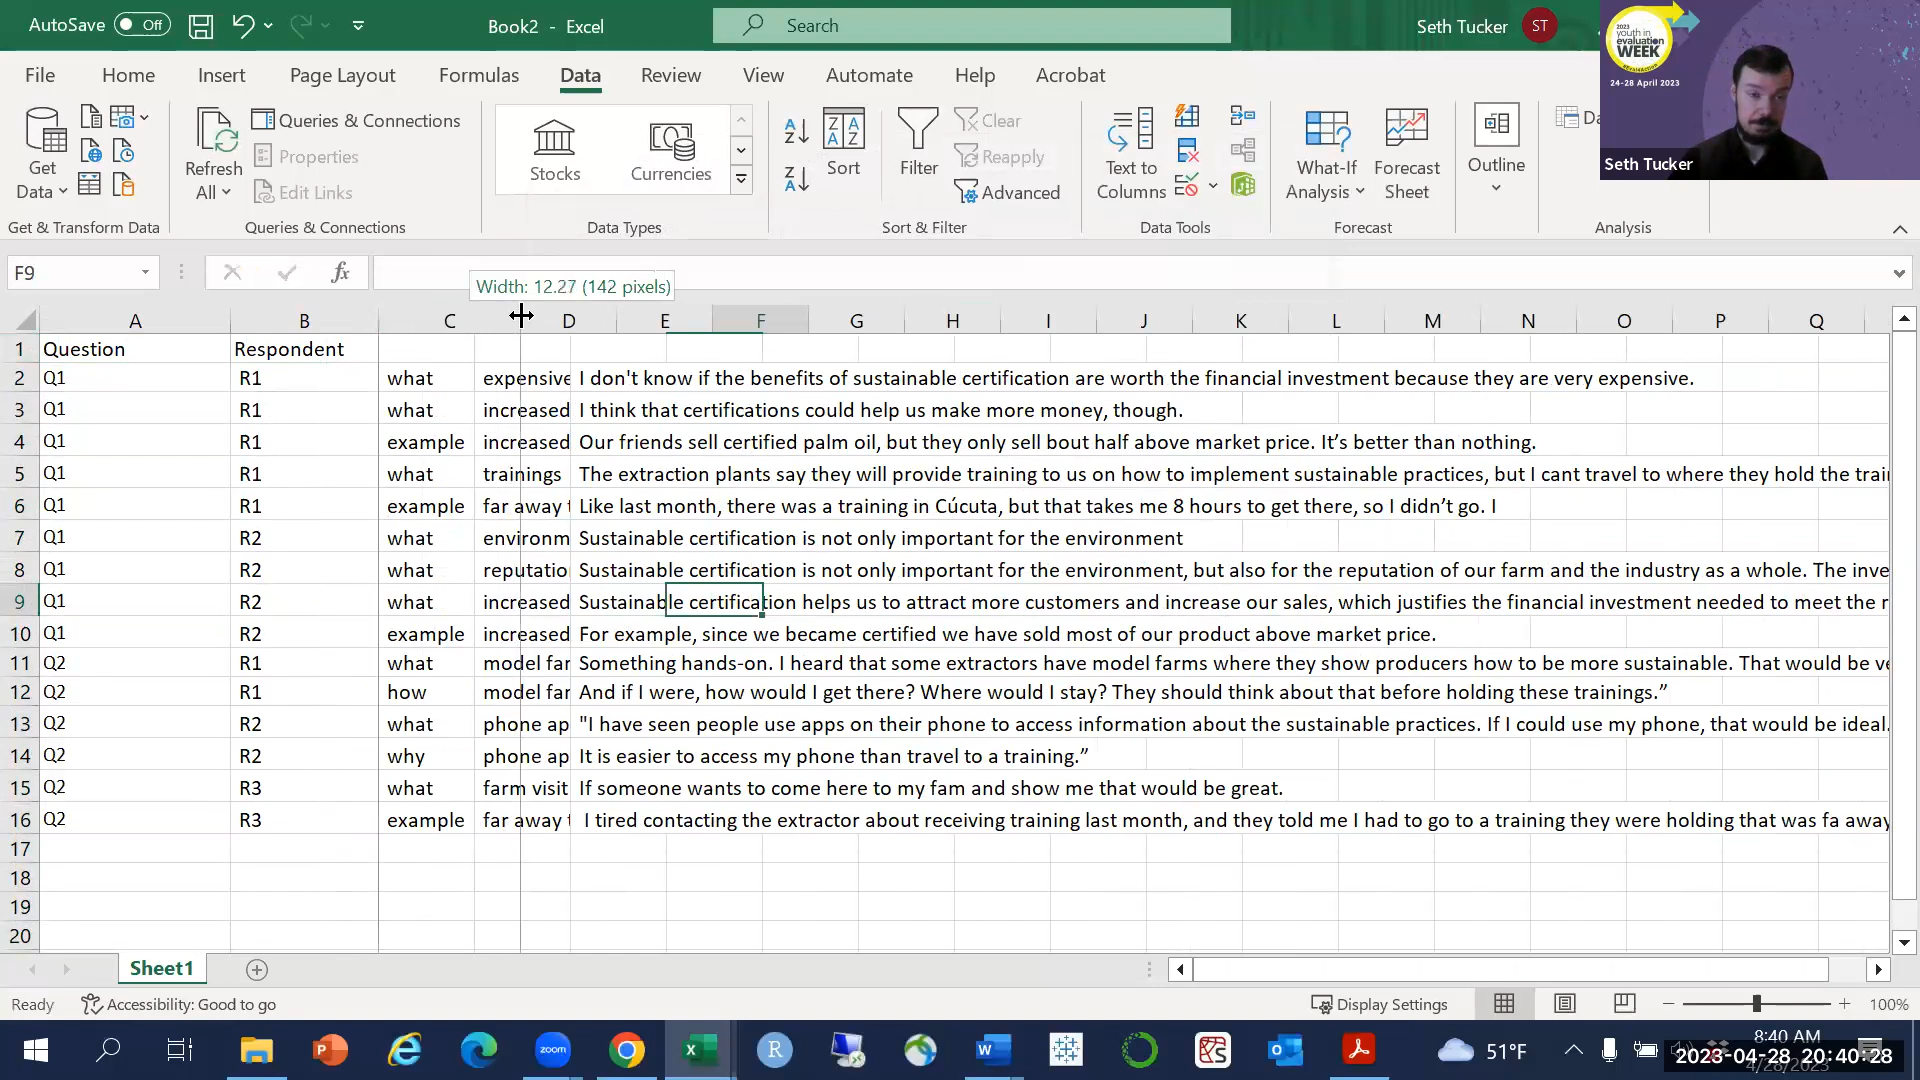 AutoSave Off Book2 - Excel Search Seth Tucker ST
2023
youth in
evaluation
WEEK
#Eval4Action
24-28 April 2023
Seth Tucker
File Home Insert Page Layout Formulas Data Review View Automate Help Acrobat
Get Data
Refresh All
Queries & Connections
Properties
Edit Links
Stocks
Currencies
Sort
Filter
Clear
Reapply
Advanced
Text to Columns
What-If Analysis
Forecast Sheet
Outline
Da
Get & Transform Data Queries & Connections Data Types Sort & Filter Data Tools Forecast Analysis
F9 fx
Width: 12.27 (142 pixels)
A B C D E F G H I J K L M N O P Q
1 Question Respondent
2 Q1 R1 what expensive I don't know if the benefits of sustainable certification are worth the financial investment because they are very expensive.
3 Q1 R1 what increased I think that certifications could help us make more money, though.
4 Q1 R1 example increased Our friends sell certified palm oil, but they only sell bout half above market price. It’s better than nothing.
5 Q1 R1 what trainings The extraction plants say they will provide training to us on how to implement sustainable practices, but I cant travel to where they hold the trai
6 Q1 R1 example far away t Like last month, there was a training in Cúcuta, but that takes me 8 hours to get there, so I didn’t go. I
7 Q1 R2 what environm Sustainable certification is not only important for the environment
8 Q1 R2 what reputatio Sustainable certification is not only important for the environment, but also for the reputation of our farm and the industry as a whole. The inve
9 Q1 R2 what increased Sustainable certification helps us to attract more customers and increase our sales, which justifies the financial investment needed to meet the r
10 Q1 R2 example increased For example, since we became certified we have sold most of our product above market price.
11 Q2 R1 what model far Something hands-on. I heard that some extractors have model farms where they show producers how to be more sustainable. That would be ve
12 Q2 R1 how model far And if I were, how would I get there? Where would I stay? They should think about that before holding these trainings.”
13 Q2 R2 what phone ap "I have seen people use apps on their phone to access information about the sustainable practices. If I could use my phone, that would be ideal.
14 Q2 R2 why phone ap It is easier to access my phone than travel to a training.”
15 Q2 R3 what farm visit If someone wants to come here to my fam and show me that would be great.
16 Q2 R3 example far away t I tired contacting the extractor about receiving training last month, and they told me I had to go to a training they were holding that was fa away
17
18
19
20
Sheet1
Ready Accessibility: Good to go Display Settings 100%
51°F 8:40 AM
4/28/2023
2023-04-28 20:40:28